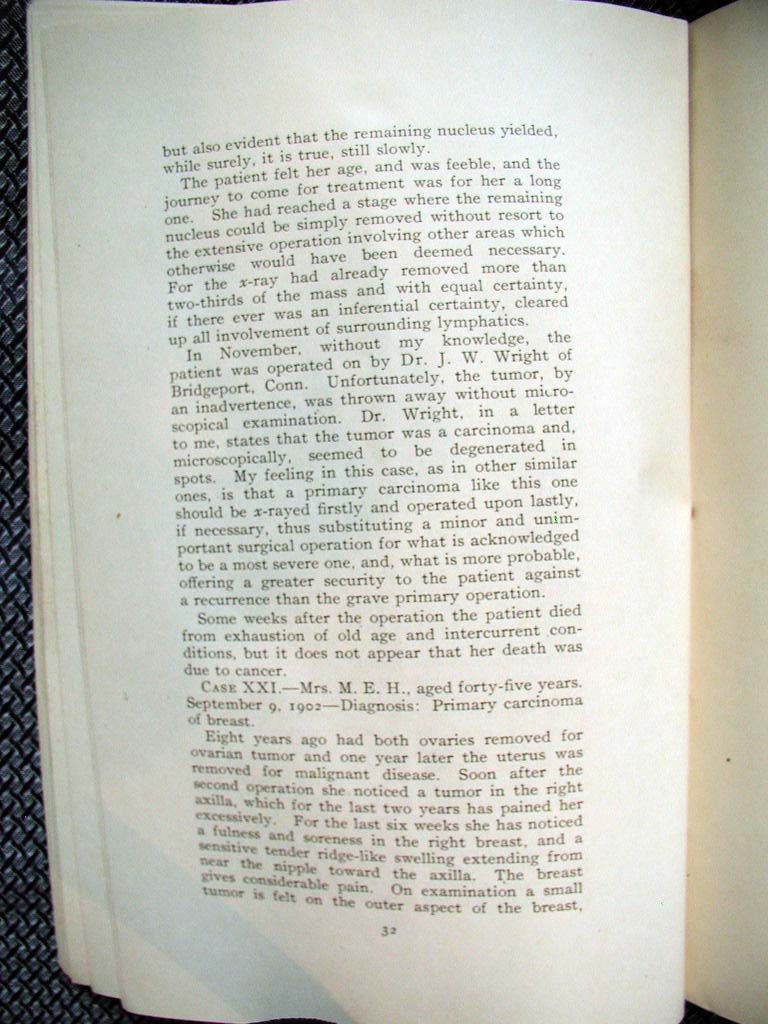 but also evident that the remaining nucleus yielded,
while surely, it is true, still slowly.
The patient felt her age, and was feeble, and the
journey to come for treatment was for her a long
one. She had reached a stage where the remaining
nucleus could be simply removed without resort to
the extensive operation involving other areas which
otherwise would have been deemed necessary.
For the x-ray had already removed more than
two-thirds of the mass and with equal certainty,
if there ever was an inferential certainty, cleared
up all involvement of surrounding lymphatics.
In November, without my knowledge, the
patient was operated on by Dr. J. W. Wright of
Bridgeport, Conn. Unfortunately, the tumor, by
an inadvertence, was thrown away without micro-
scopical examination. Dr. Wright, in a letter
to me, states that the tumor was a carcinoma and,
microscopically, seemed to be degenerated in
spots. My feeling in this case, as in other similar
ones, is that a primary carcinoma like this one
should be x-rayed firstly and operated upon lastly,
if necessary, thus substituting a minor and unim-
portant surgical operation for what is acknowledged
to be a most severe one, and, what is more probable,
offering a greater security to the patient against
a recurrence than the grave primary operation.
Some weeks after the operation the patient died
from exhaustion of old age and intercurrent con-
ditions, but it does not appear that her death was
due to cancer.
CASE XXI.—Mrs. M. E. H., aged forty-five years.
September 9, 1902—Diagnosis: Primary carcinoma
of breast.
Eight years ago had both ovaries removed for
ovarian tumor and one year later the uterus was
removed for malignant disease. Soon after the
second operation she noticed a tumor in the right
axilla, which for the last two years has pained her
excessively. For the last six weeks she has noticed
a fulness and soreness in the right breast, and a
sensitive tender ridge-like swelling extending from
near the nipple toward the axilla. The breast
gives considerable pain. On examination a small
tumor is felt on the outer aspect of the breast,
32